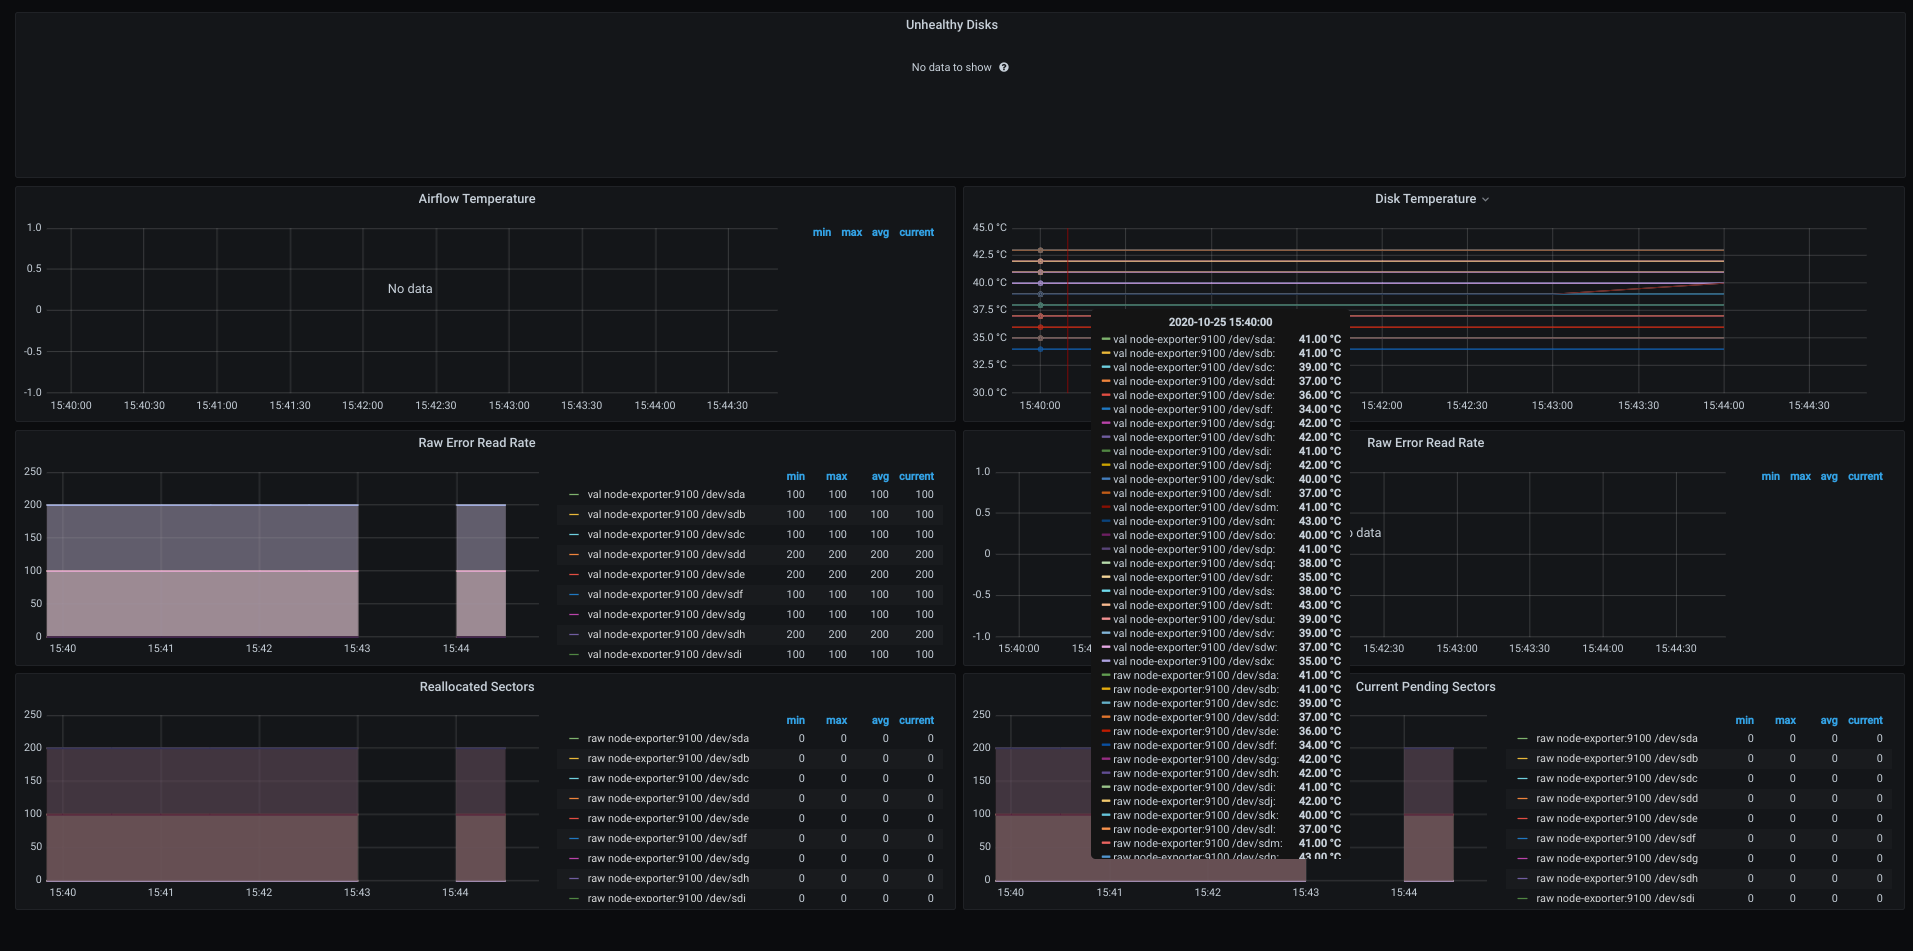 Unhealthy Disks
No data to show
Airflow Temperature
1.0
0.5
0
-0.5
-1.0
No data
15:40:00 15:40:30 15:41:00 15:41:30 15:42:00 15:42:30 15:43:00 15:43:30 15:44:00 15:44:30
min max avg current
Disk Temperature
45.0 °C
42.5 °C
40.0 °C
37.5 °C
35.0 °C
32.5 °C
30.0 °C
15:40:00 15:42:00 15:42:30 15:43:00 15:43:30 15:44:00 15:44:30
2020-10-25 15:40:00
val node-exporter:9100 /dev/sda: 41.00 °C
val node-exporter:9100 /dev/sdb: 41.00 °C
val node-exporter:9100 /dev/sdc: 39.00 °C
val node-exporter:9100 /dev/sdd: 37.00 °C
val node-exporter:9100 /dev/sde: 36.00 °C
val node-exporter:9100 /dev/sdf: 34.00 °C
val node-exporter:9100 /dev/sdg: 42.00 °C
val node-exporter:9100 /dev/sdh: 42.00 °C
val node-exporter:9100 /dev/sdi: 41.00 °C
val node-exporter:9100 /dev/sdj: 42.00 °C
val node-exporter:9100 /dev/sdk: 40.00 °C
val node-exporter:9100 /dev/sdl: 37.00 °C
val node-exporter:9100 /dev/sdm: 41.00 °C
val node-exporter:9100 /dev/sdn: 43.00 °C
val node-exporter:9100 /dev/sdo: 40.00 °C
val node-exporter:9100 /dev/sdp: 41.00 °C
val node-exporter:9100 /dev/sdq: 38.00 °C
val node-exporter:9100 /dev/sdr: 35.00 °C
val node-exporter:9100 /dev/sds: 38.00 °C
val node-exporter:9100 /dev/sdt: 43.00 °C
val node-exporter:9100 /dev/sdu: 39.00 °C
val node-exporter:9100 /dev/sdv: 39.00 °C
val node-exporter:9100 /dev/sdw: 37.00 °C
val node-exporter:9100 /dev/sdx: 35.00 °C
raw node-exporter:9100 /dev/sda: 41.00 °C
raw node-exporter:9100 /dev/sdb: 41.00 °C
raw node-exporter:9100 /dev/sdc: 39.00 °C
raw node-exporter:9100 /dev/sdd: 37.00 °C
raw node-exporter:9100 /dev/sde: 36.00 °C
raw node-exporter:9100 /dev/sdf: 34.00 °C
raw node-exporter:9100 /dev/sdg: 42.00 °C
raw node-exporter:9100 /dev/sdh: 42.00 °C
raw node-exporter:9100 /dev/sdi: 41.00 °C
raw node-exporter:9100 /dev/sdj: 42.00 °C
raw node-exporter:9100 /dev/sdk: 40.00 °C
raw node-exporter:9100 /dev/sdl: 37.00 °C
raw node-exporter:9100 /dev/sdm: 41.00 °C
raw node-exporter:9100 /dev/sdn: 43.00 °C
Raw Error Read Rate
250
200
150
100
50
0
15:40 15:41 15:42 15:43 15:44
min max avg current
val node-exporter:9100 /dev/sda 100 100 100 100
val node-exporter:9100 /dev/sdb 100 100 100 100
val node-exporter:9100 /dev/sdc 100 100 100 100
val node-exporter:9100 /dev/sdd 200 200 200 200
val node-exporter:9100 /dev/sde 200 200 200 200
val node-exporter:9100 /dev/sdf 100 100 100 100
val node-exporter:9100 /dev/sdg 100 100 100 100
val node-exporter:9100 /dev/sdh 200 200 200 200
val node-exporter:9100 /dev/sdi 100 100 100 100
Raw Error Read Rate
1.0
0.5
0
-0.5
-1.0
data
15:40:00 15:42:30 15:43:00 15:43:30 15:44:00 15:44:30
min max avg current
Reallocated Sectors
250
200
150
100
50
0
15:40 15:41 15:42 15:43 15:44
min max avg current
raw node-exporter:9100 /dev/sda 0 0 0 0
raw node-exporter:9100 /dev/sdb 0 0 0 0
raw node-exporter:9100 /dev/sdc 0 0 0 0
raw node-exporter:9100 /dev/sdd 0 0 0 0
raw node-exporter:9100 /dev/sde 0 0 0 0
raw node-exporter:9100 /dev/sdf 0 0 0 0
raw node-exporter:9100 /dev/sdg 0 0 0 0
raw node-exporter:9100 /dev/sdh 0 0 0 0
raw node-exporter:9100 /dev/sdi 0 0 0 0
Current Pending Sectors
250
200
150
100
50
0
15:40 15:41 15:42 15:43 15:44
min max avg current
raw node-exporter:9100 /dev/sda 0 0 0 0
raw node-exporter:9100 /dev/sdb 0 0 0 0
raw node-exporter:9100 /dev/sdc 0 0 0 0
raw node-exporter:9100 /dev/sdd 0 0 0 0
raw node-exporter:9100 /dev/sde 0 0 0 0
raw node-exporter:9100 /dev/sdf 0 0 0 0
raw node-exporter:9100 /dev/sdg 0 0 0 0
raw node-exporter:9100 /dev/sdh 0 0 0 0
raw node-exporter:9100 /dev/sdi 0 0 0 0